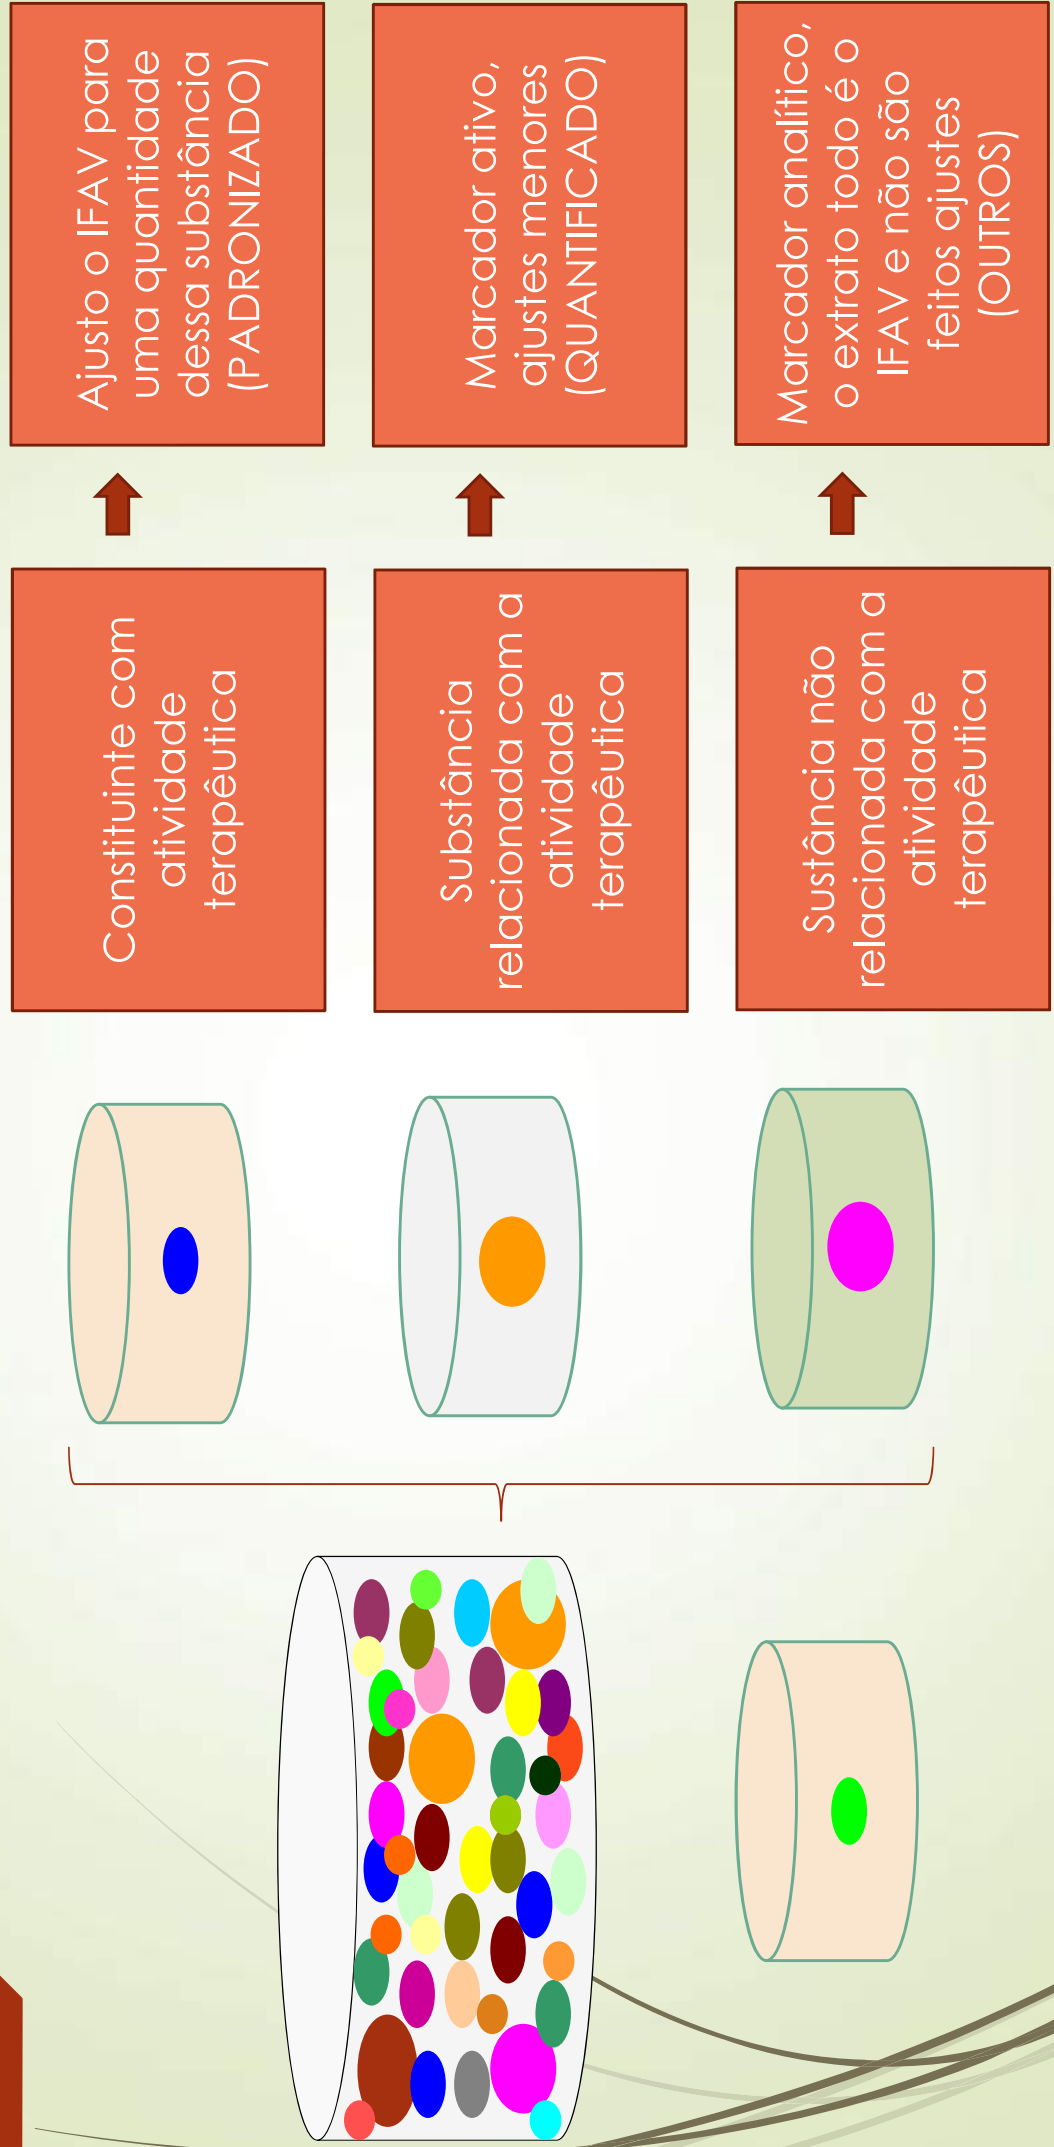 Constituinte com
atividade
terapêutica
Ajusto o IFAV para
uma quantidade
dessa substância
(PADRONIZADO)
Substância
relacionada com a
atividade
terapêutica
Marcador ativo,
ajustes menores
(QUANTIFICADO)
Sustância não
relacionada com a
atividade
terapêutica
Marcador analítico,
o extrato todo é o
IFAV e não são
feitos ajustes
(OUTROS)